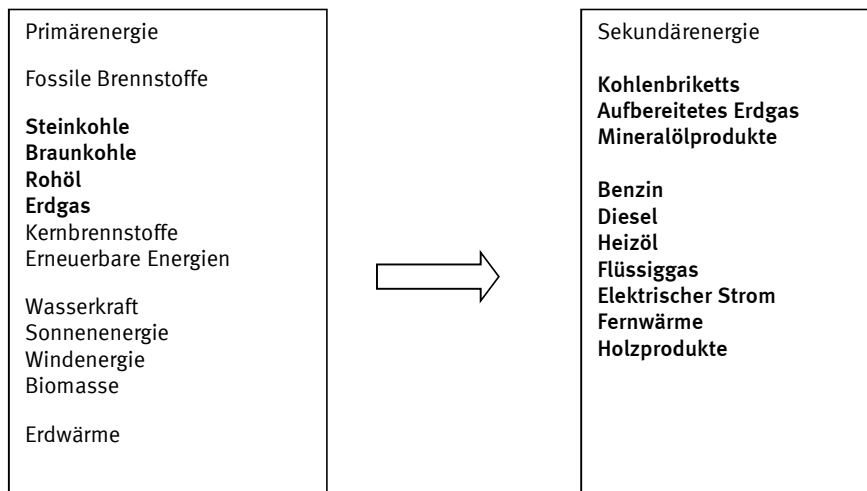 Primärenergie
Fossile Brennstoffe
Steinkohle
Braunkohle
Rohöl
Erdgas
Kernbrennstoffe
Erneuerbare Energien
Wasserkraft
Sonnenenergie
Windenergie
Biomasse
Erdwärme
Sekundärenergie
Kohlenbriketts
Aufbereitetes Erdgas
Mineralölprodukte
Benzin
Diesel
Heizöl
Flüssiggas
Elektrischer Strom
Fernwärme
Holzprodukte